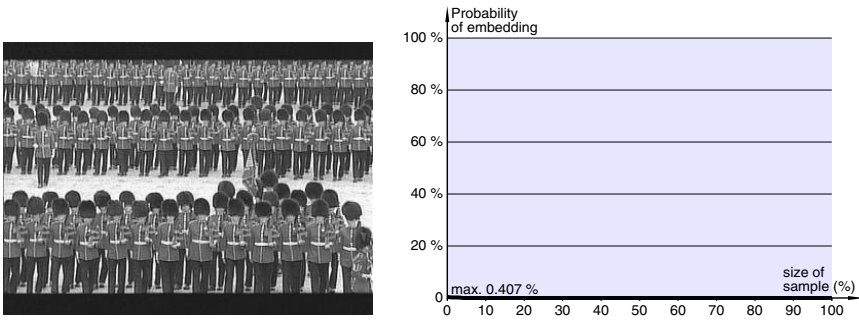 Probability
of embedding
100 %
80 %
60 %
40 %
20 %
0
max. 0.407 %
size of
sample (%)
0 10 20 30 40 50 60 70 80 90 100